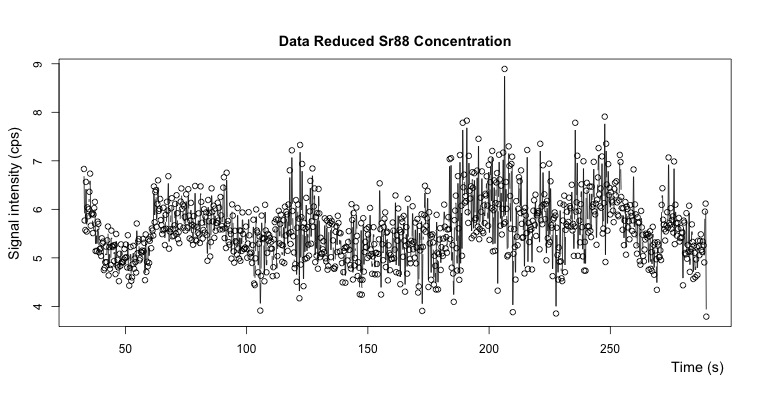 Data Reduced Sr88 Concentration
Signal intensity (cps)
9
8
7
6
5
4
50 100 150 200 250
Time (s)